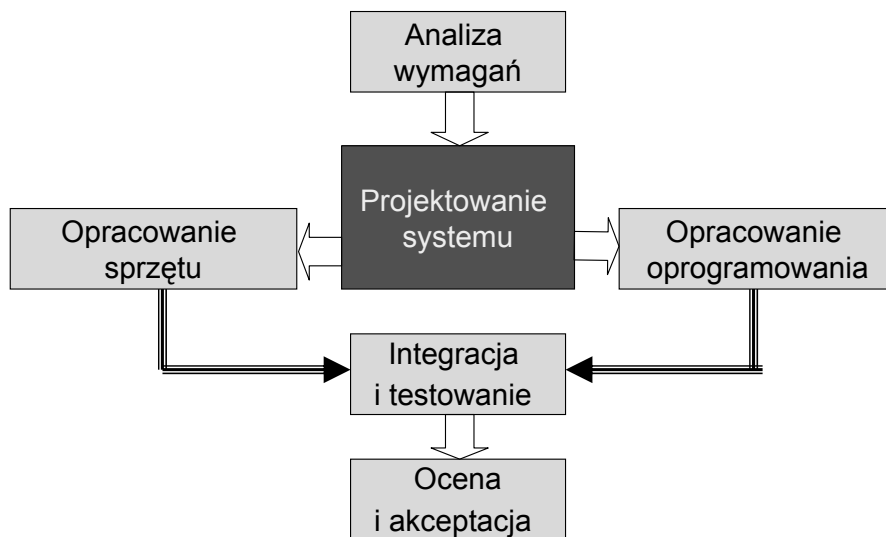 Analiza
wymagań
Projektowanie
systemu
Opracowanie
sprzętu
Opracowanie
oprogramowania
Integracja
i testowanie
Ocena
i akceptacja